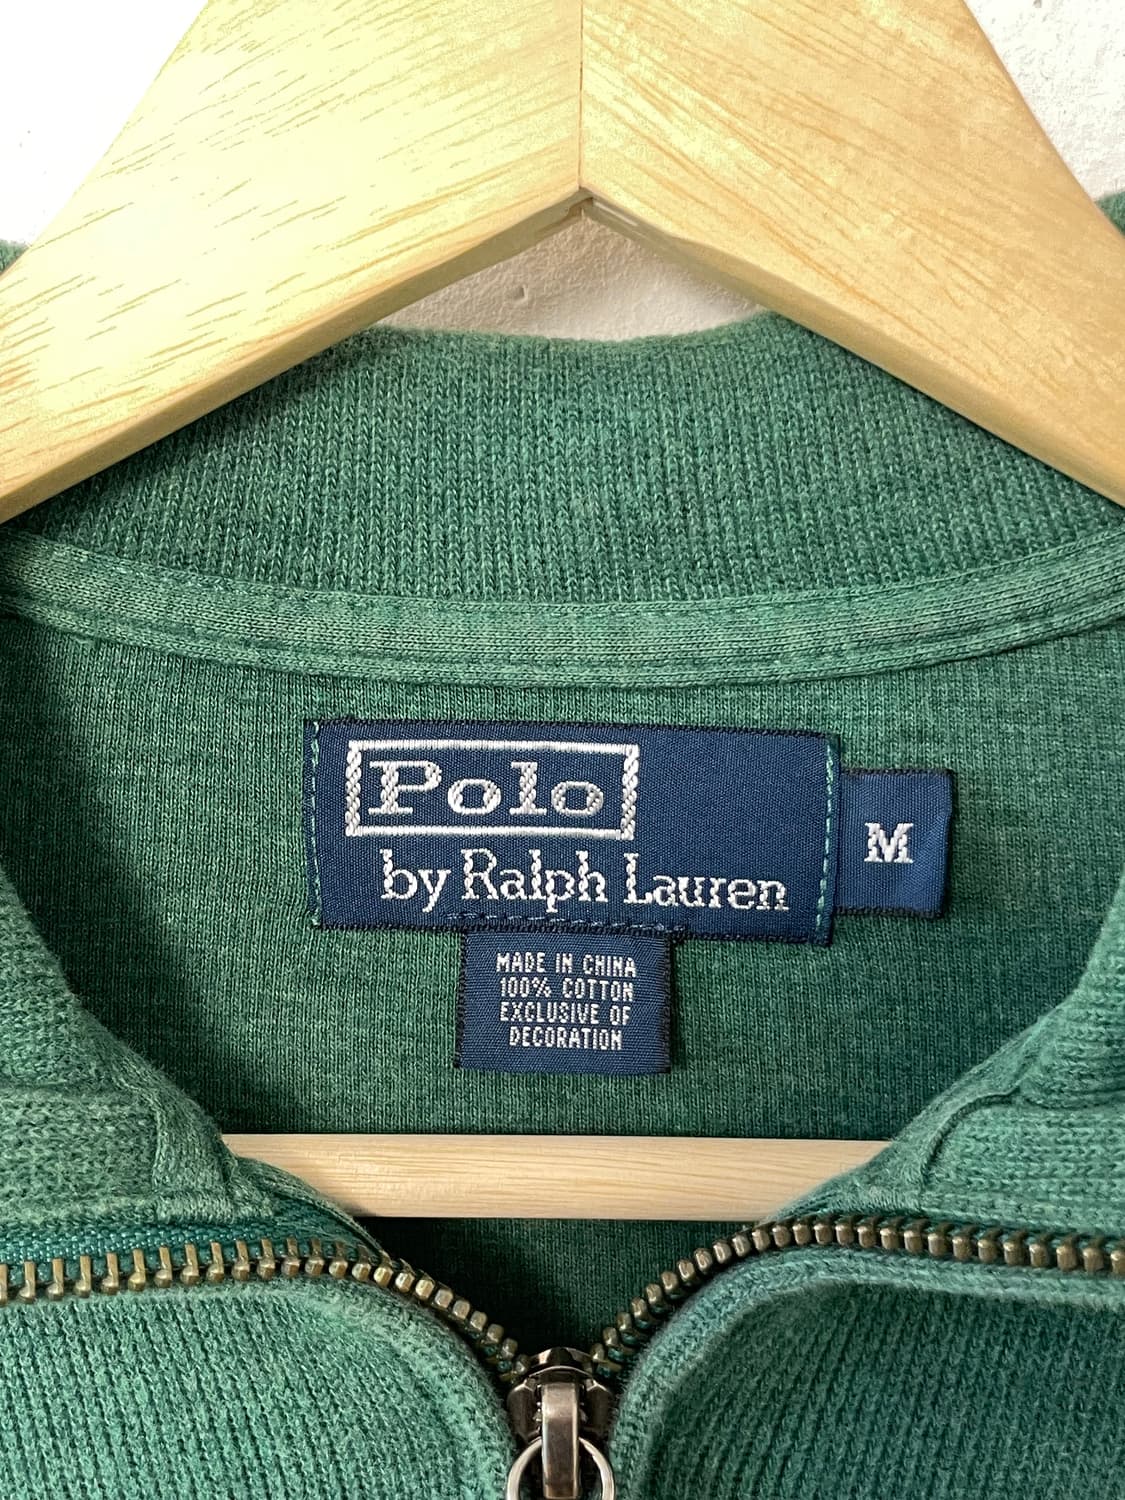 Polo
by Ralph Lauren
M
MADE IN CHINA
100% COTTON
EXCLUSIVE OF
DECORATION